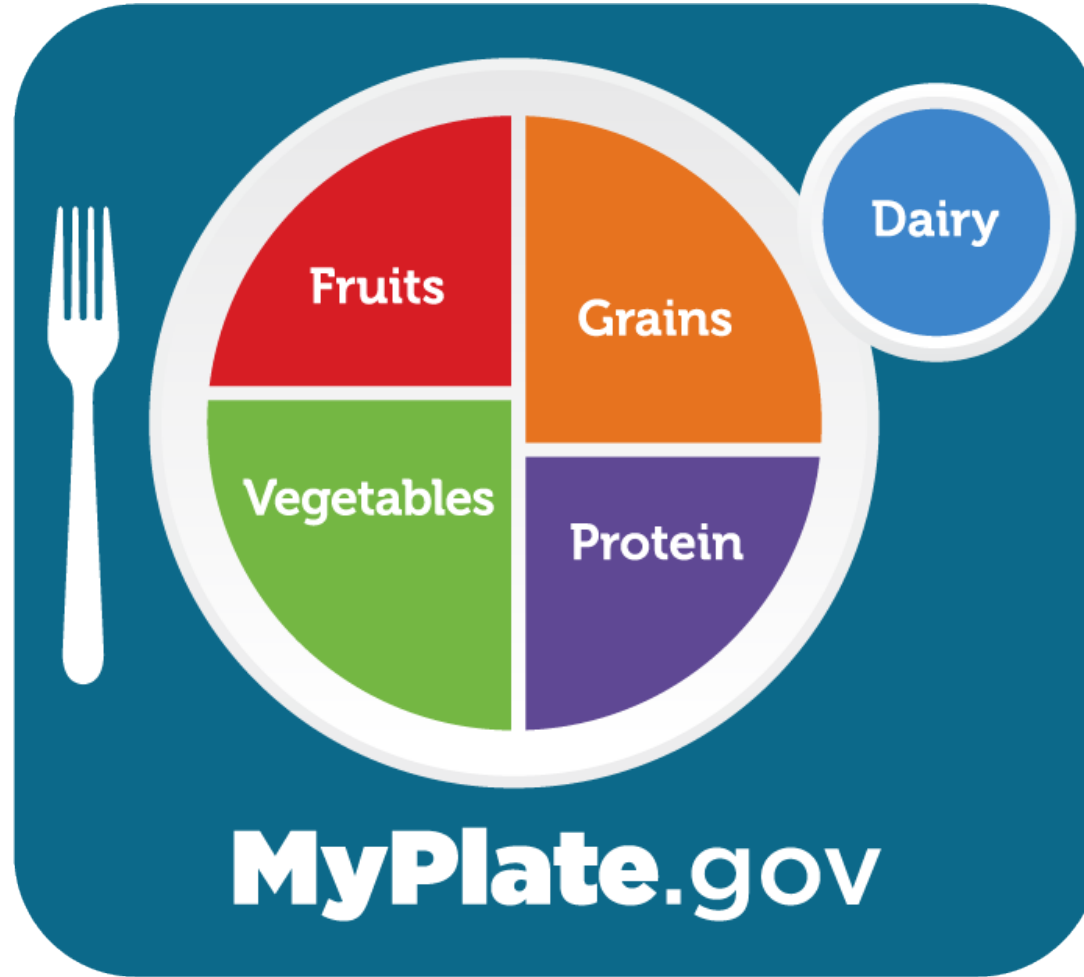 Fruits
Grains
Dairy
Vegetables
Protein
MyPlate.gov